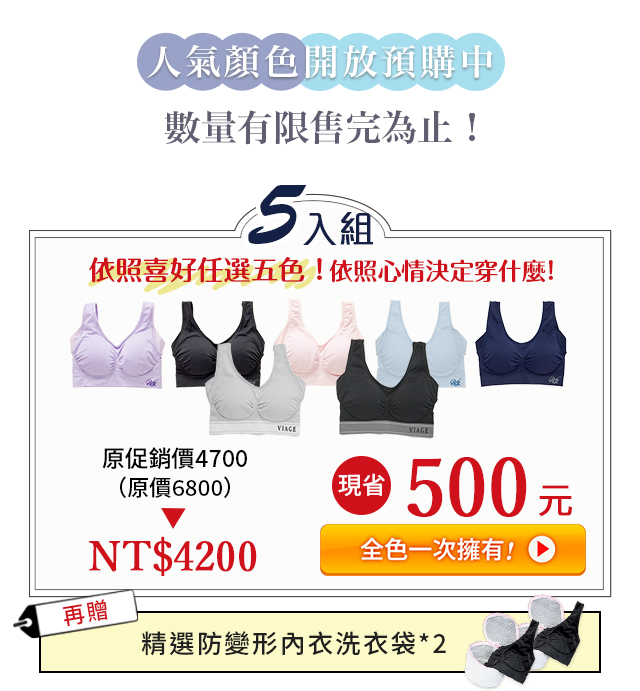 人氣顏色開放預購中
數量有限售完為止！
5入組
依照喜好任選五色！依照心情決定穿什麼!
VIAGE
VIAGE
原促銷價4700
（原價6800）
NT$4200
現省500元
全色一次擁有!
再贈
精選防變形內衣洗衣袋*2